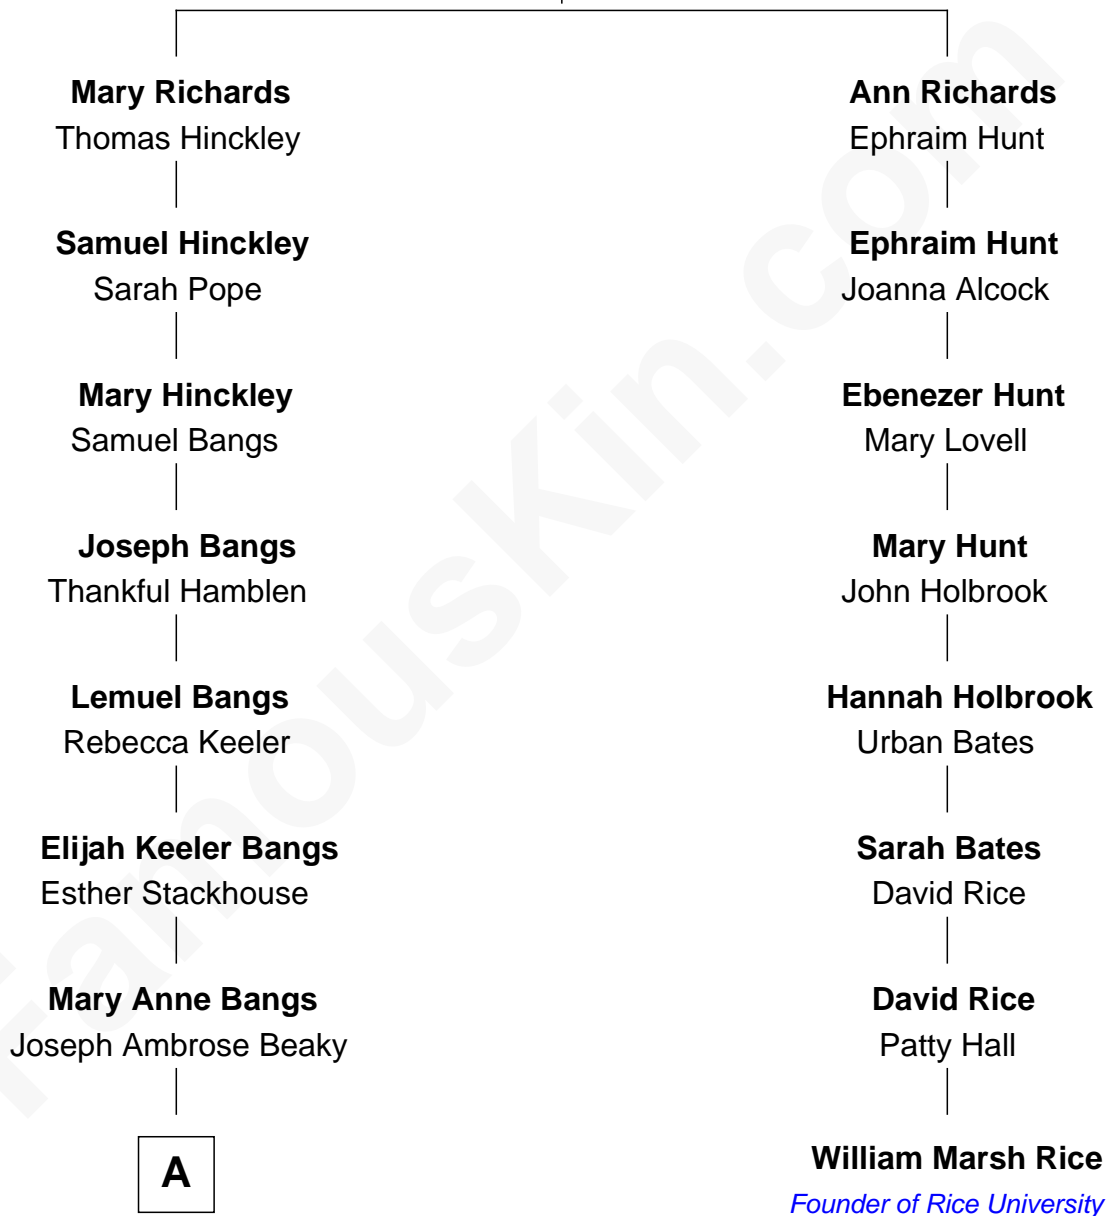 Mary Richards
Thomas Hinckley
Samuel Hinckley
Sarah Pope
Mary Hinckley
Samuel Bangs
Joseph Bangs
Thankful Hamblen
Lemuel Bangs
Rebecca Keeler
Elijah Keeler Bangs
Esther Stackhouse
Mary Anne Bangs
Joseph Ambrose Beaky
A
Ann Richards
Ephraim Hunt
Ephraim Hunt
Joanna Alcock
Ebenezer Hunt
Mary Lovell
Mary Hunt
John Holbrook
Hannah Holbrook
Urban Bates
Sarah Bates
David Rice
David Rice
Patty Hall
William Marsh Rice
Founder of Rice University
FamousKin.com